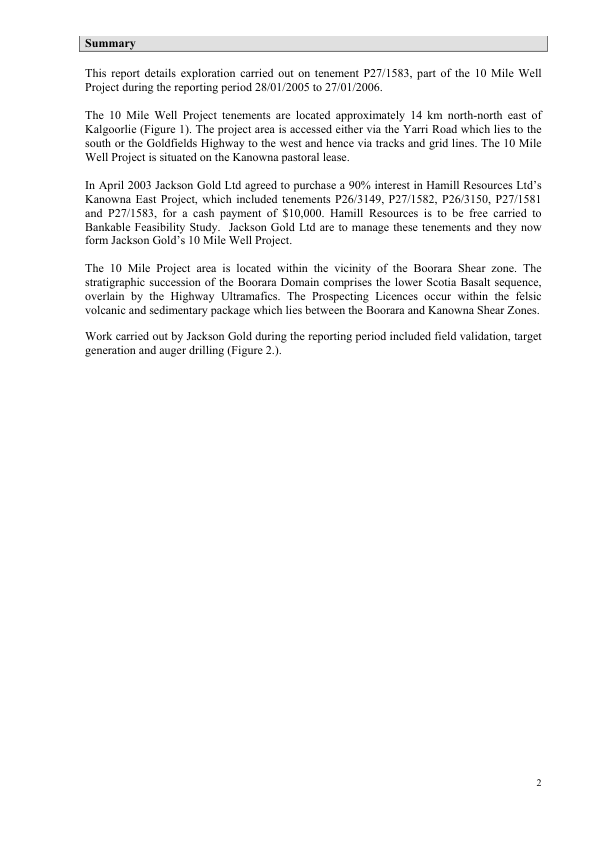 Summary
This report details exploration carried out on tenement P27/1583, part of the 10 Mile Well
Project during the reporting period 28/01/2005 to 27/01/2006.
The 10 Mile Well Project tenements are located approximately 14 km north-north east of
Kalgoorlie (Figure 1). The project area is accessed either via the Yarri Road which lies to the
south or the Goldfields Highway to the west and hence via tracks and grid lines. The 10 Mile
Well Project is situated on the Kanowna pastoral lease.
In April 2003 Jackson Gold Ltd agreed to purchase a 90% interest in Hamill Resources Ltd's
Kanowna East Project, which included tenements P26/3149, P27/1582, P26/3150, P27/1581
and P27/1583, for a cash payment of $10,000. Hamill Resources is to be free carried to
Bankable Feasibility Study.  Jackson Gold Ltd are to manage these tenements and they now
form Jackson Gold's 10 Mile Well Project.
The 10 Mile Project area is located within the vicinity of the Boorara Shear zone. The
stratigraphic succession of the Boorara Domain comprises the lower Scotia Basalt sequence,
overlain by the Highway Ultramafics. The Prospecting Licences occur within the felsic
volcanic and sedimentary package which lies between the Boorara and Kanowna Shear Zones.
Work carried out by Jackson Gold during the reporting period included field validation, target
generation and auger drilling (Figure 2.).
2